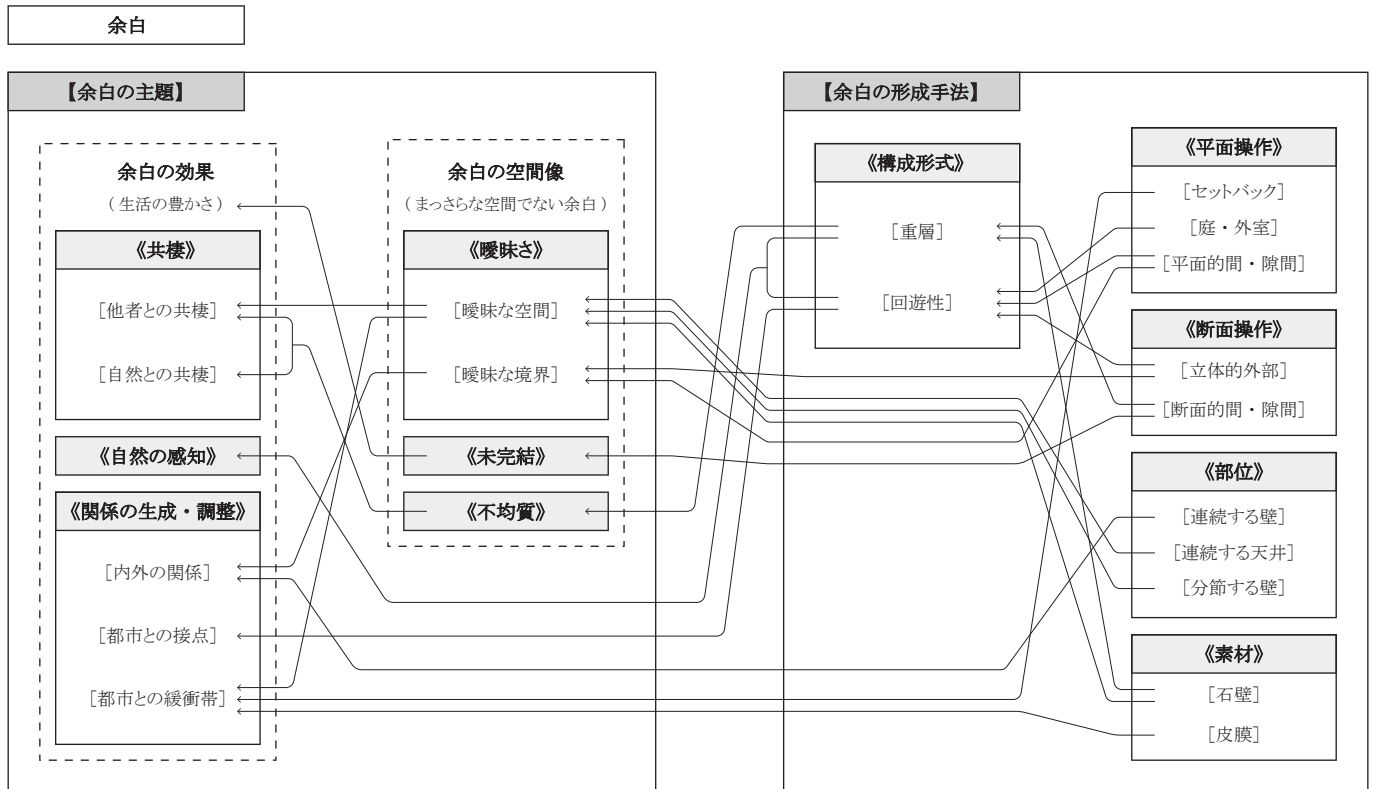 余白
【余白の主題】
余白の効果
（生活の豊かさ）
《共棲》
［他者との共棲］
［自然との共棲］
《自然の感知》
《関係の生成・調整》
［内外の関係］
［都市との接点］
［都市との緩衝帯］
余白の空間像
（まっさらな空間でない余白）
《曖昧さ》
［曖昧な空間］
［曖昧な境界］
《未完結》
《不均質》
【余白の形成手法】
《構成形式》
［重層］
［回遊性］
《平面操作》
［セットバック］
［庭・外室］
［平面的間・隙間］
《断面操作》
［立体的外部］
［断面的間・隙間］
《部位》
［連続する壁］
［連続する天井］
［分節する壁］
《素材》
［石壁］
［皮膜］